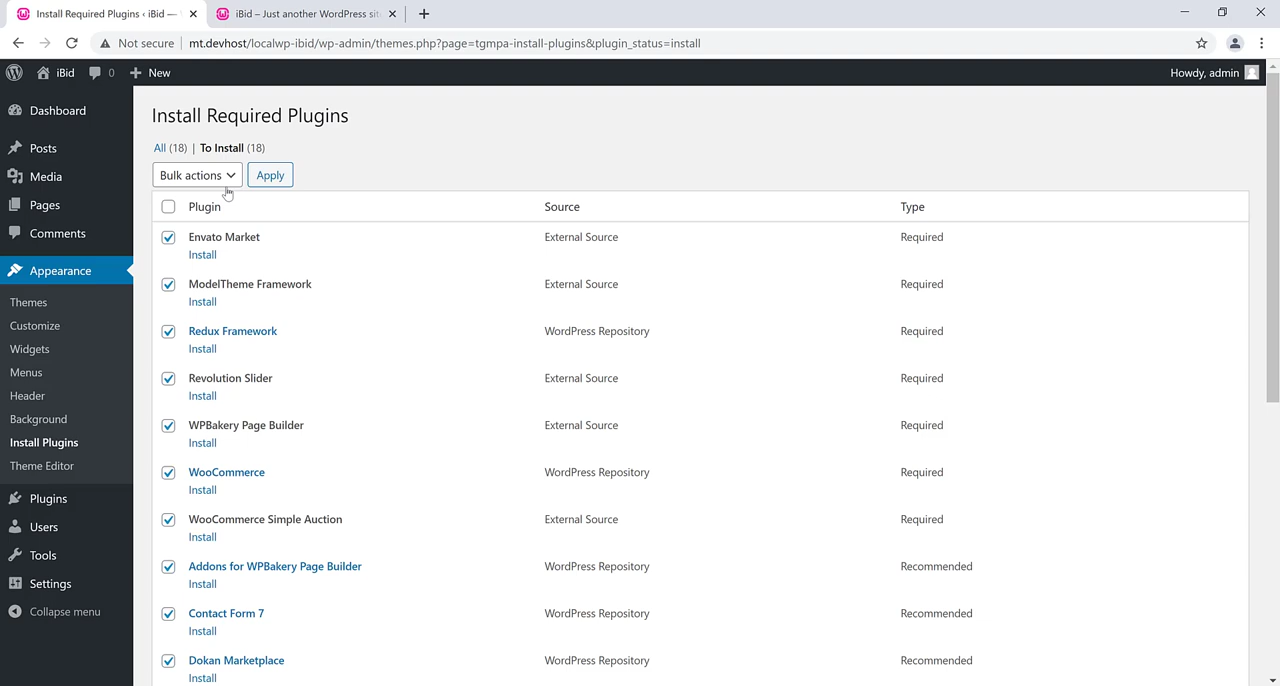 Install Required Plugins ‹ iBid —
iBid – Just another WordPress sit
Not secure | mt.devhost/localwp-ibid/wp-admin/themes.php?page=tgmpa-install-plugins&plugin_status=install
iBid 0 New Howdy, admin
Dashboard
Posts
Media
Pages
Comments
Appearance
Themes
Customize
Widgets
Menus
Header
Background
Install Plugins
Theme Editor
Plugins
Users
Tools
Settings
Collapse menu
Install Required Plugins
All (18) | To Install (18)
Bulk actions Apply
Plugin Source Type
Envato Market External Source Required
Install
ModelTheme Framework External Source Required
Install
Redux Framework WordPress Repository Required
Install
Revolution Slider External Source Required
Install
WPBakery Page Builder External Source Required
Install
WooCommerce WordPress Repository Required
Install
WooCommerce Simple Auction External Source Required
Install
Addons for WPBakery Page Builder WordPress Repository Recommended
Install
Contact Form 7 WordPress Repository Recommended
Install
Dokan Marketplace WordPress Repository Recommended
Install